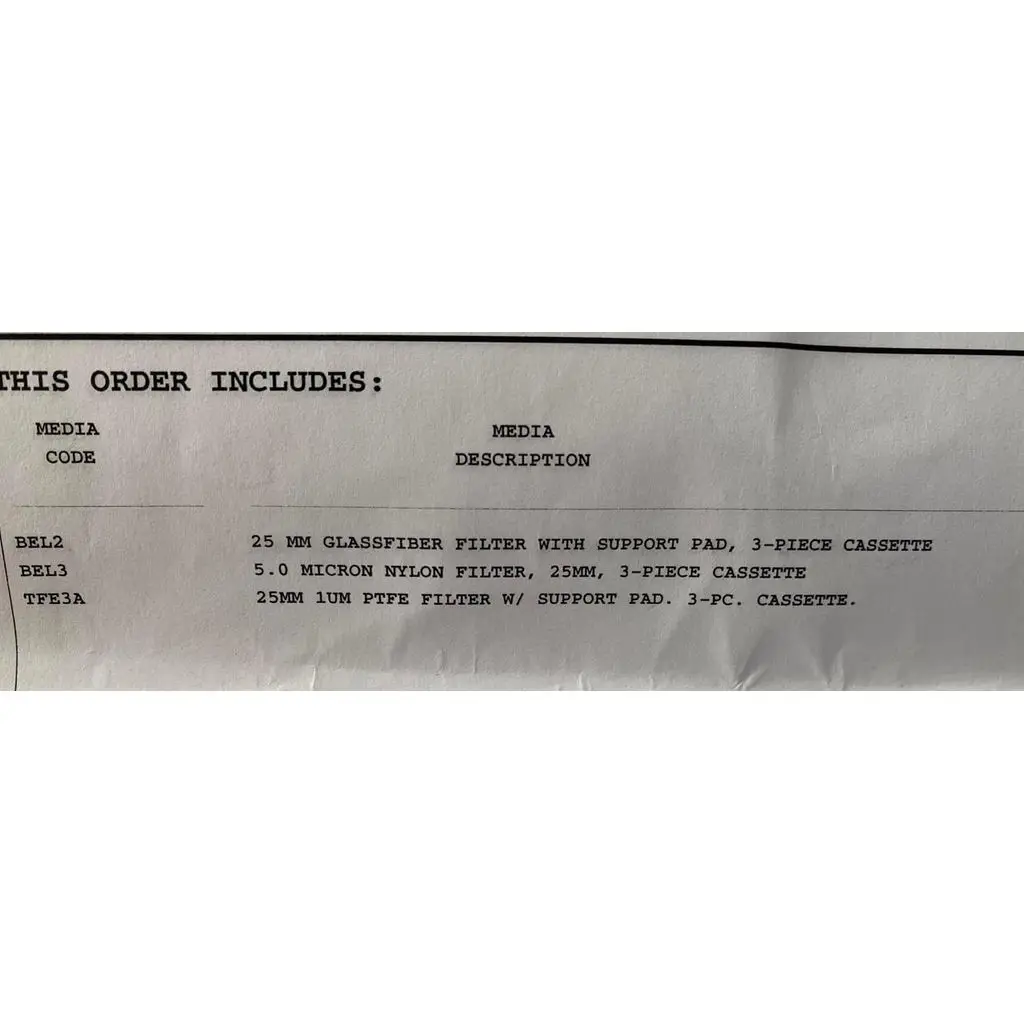 THIS ORDER INCLUDES:
MEDIA CODE MEDIA DESCRIPTION
BEL2 25 MM GLASSFIBER FILTER WITH SUPPORT PAD, 3-PIECE CASSETTE
BEL3 5.0 MICRON NYLON FILTER, 25MM, 3-PIECE CASSETTE
TFE3A 25MM 1UM PTFE FILTER W/ SUPPORT PAD. 3-PC. CASSETTE.